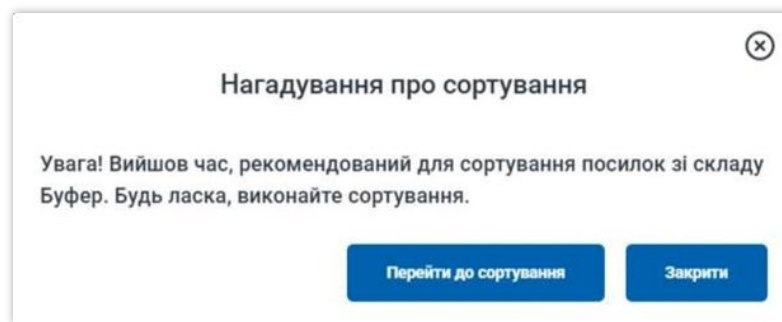 Нагадування про сортування
Увага! Вийшов час, рекомендований для сортування посилок зі складу
Буфер. Будь ласка, виконайте сортування.
Перейти до сортування Закрити